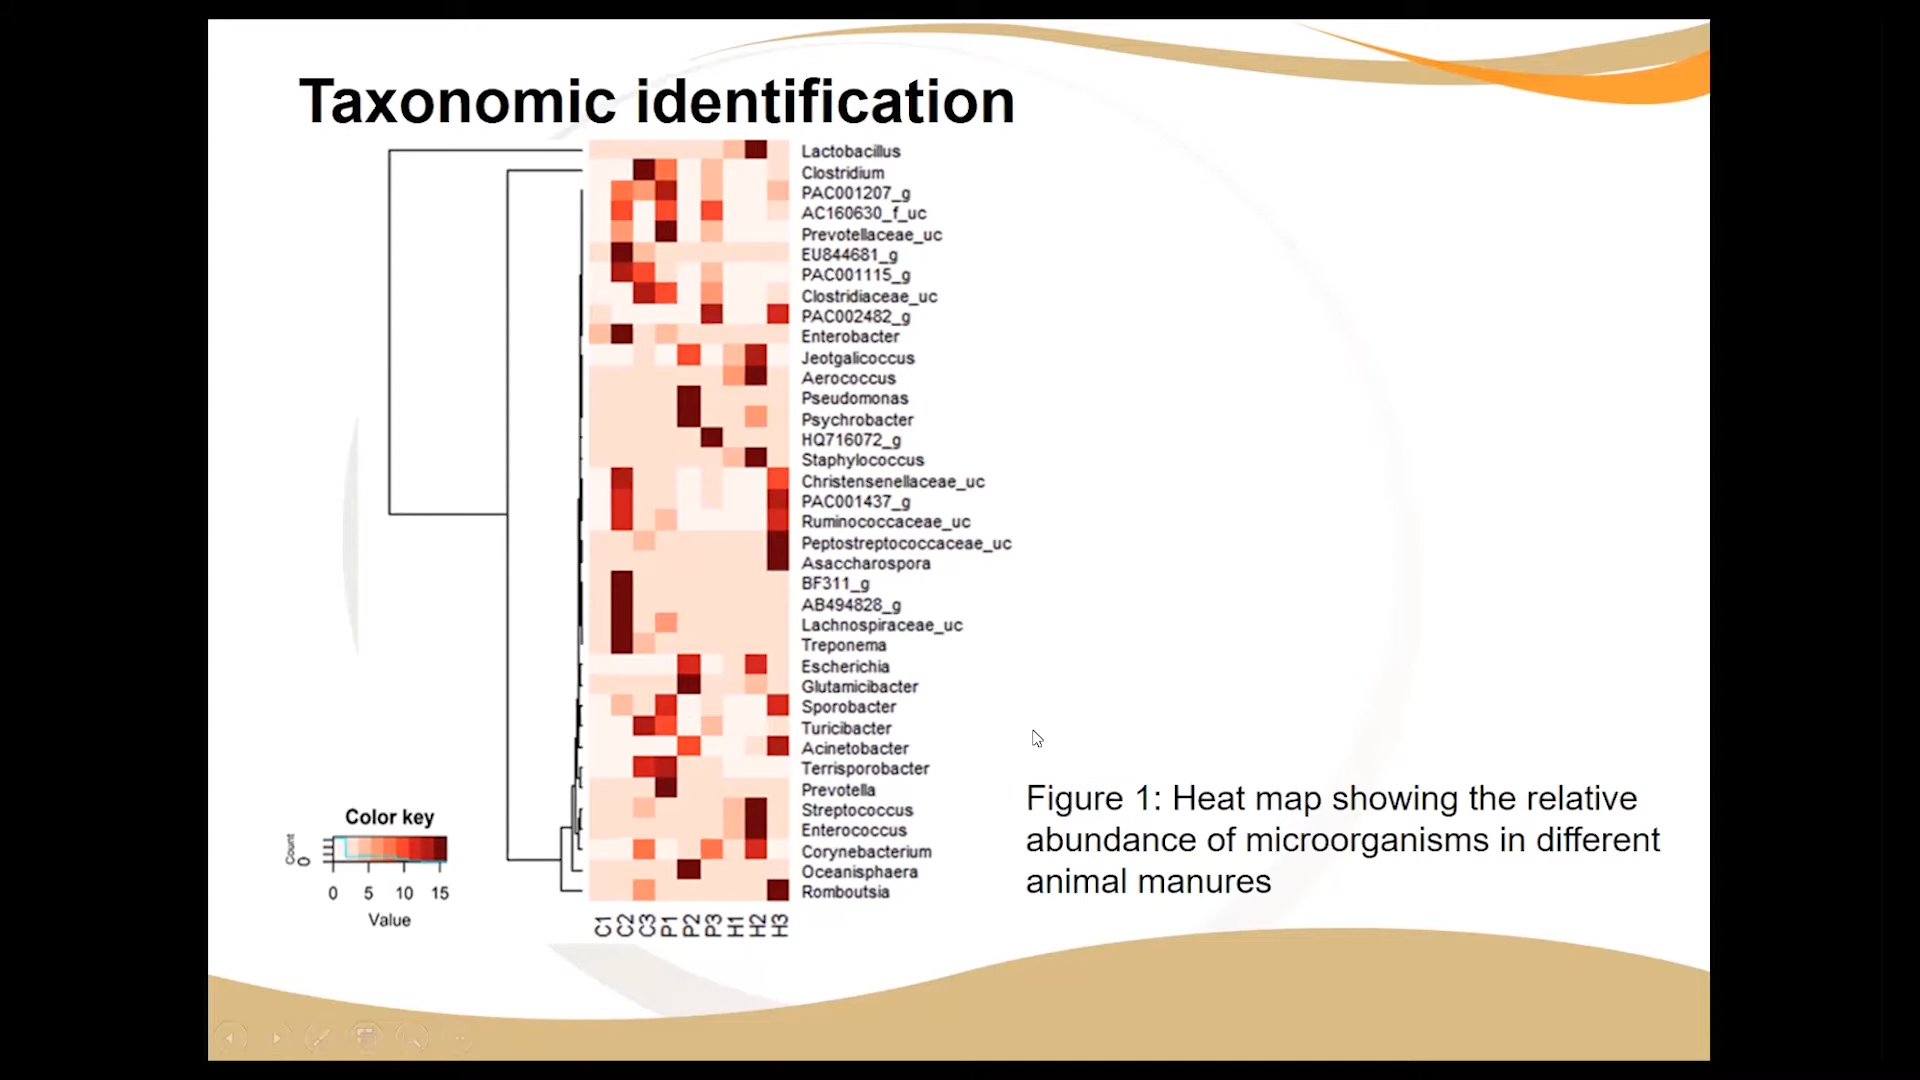 Taxonomic identification
Lactobacillus
Clostridium
PAC001207_g
AC160630_f_uc
Prevotellaceae_uc
EU844681_g
PAC001115_g
Clostridiaceae_uc
PAC002482_g
Enterobacter
Jeotgalicoccus
Aerococcus
Pseudomonas
Psychrobacter
HQ716072_g
Staphylococcus
Christensenellaceae_uc
PAC001437_g
Ruminococcaceae_uc
Peptostreptococcaceae_uc
Asaccharospora
BF311_g
AB494828_g
Lachnospiraceae_uc
Treponema
Escherichia
Glutamicibacter
Sporobacter
Turicibacter
Acinetobacter
Terrisporobacter
Prevotella
Streptococcus
Enterococcus
Corynebacterium
Oceanisphaera
Romboutsia
C1 C2 C3 P1 P2 P3 H1 H2 H3
Color key
Count
0
0 5 10 15
Value
Figure 1: Heat map showing the relative
abundance of microorganisms in different
animal manures